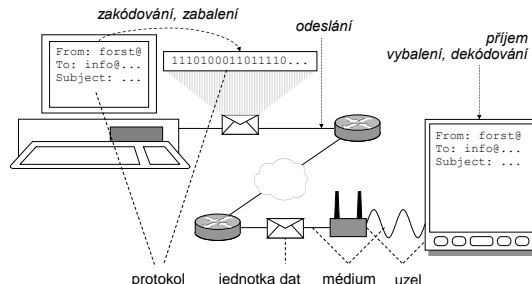 zakódování, zabalení
odeslání
příjem
vybalení, dekódování
From: forst@
To: info@...
Subject: ...
1110100011011110...
From: forst@
To: info@...
Subject: ...
protokol
jednotka dat
médium
uzel